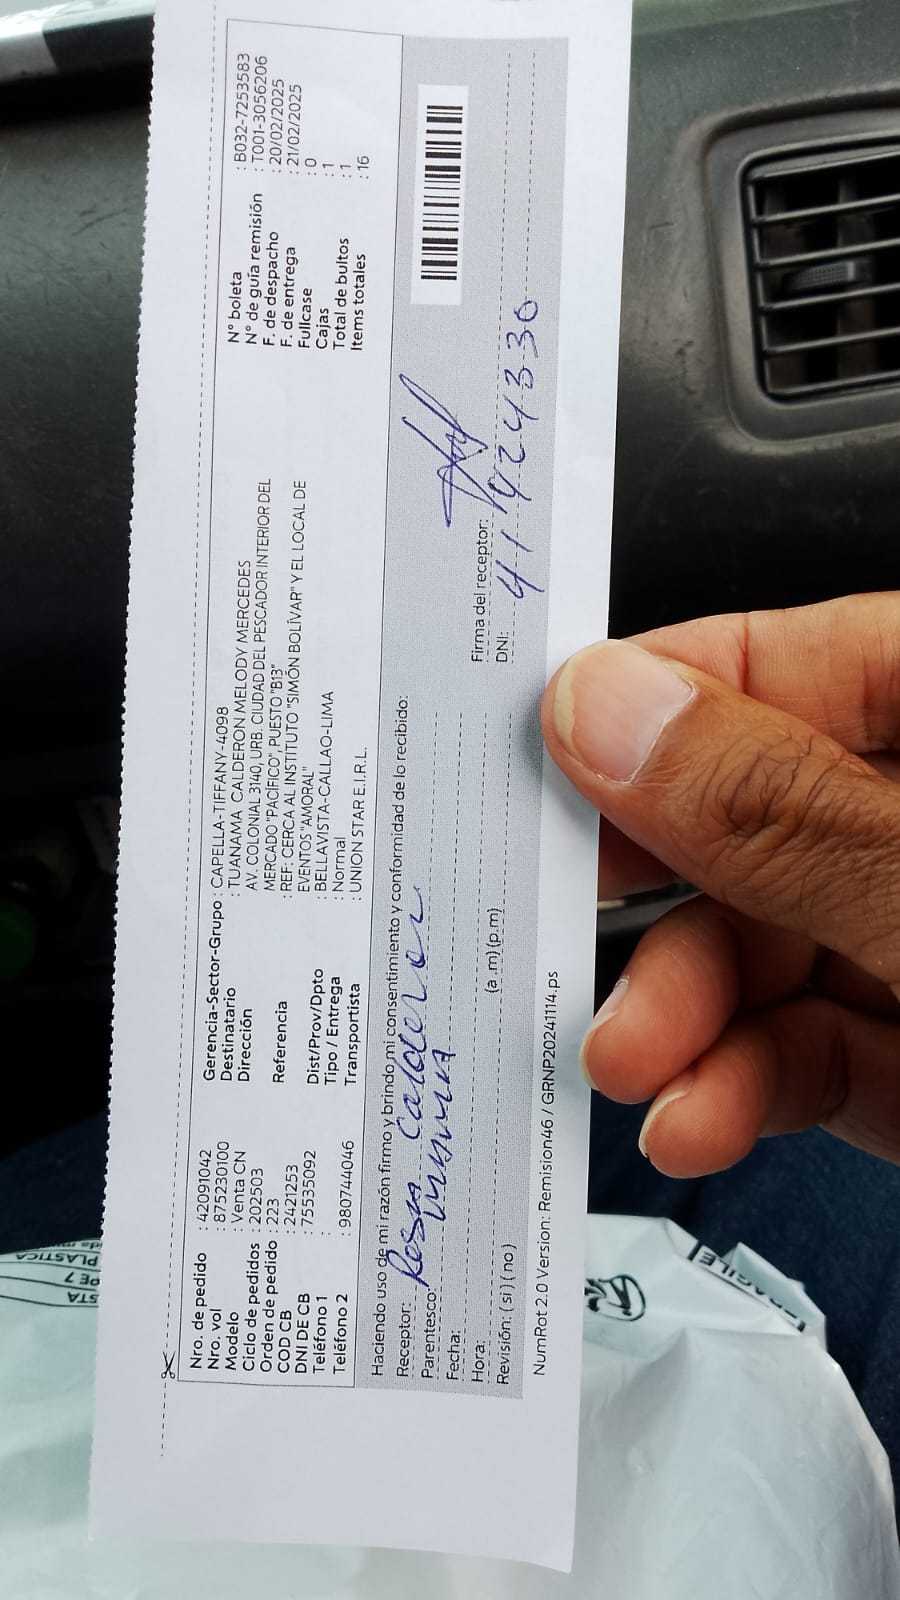 Nro. de pedido : 42091042
Nro. vol : 875230100
Modelo : Venta CN
Ciclo de pedidos : 202503
Orden de pedido : 223
COD CB : 2421253
DNI DE CB : 75535092
Teléfono 1 :
Teléfono 2 : 980744046
Gerencia-Sector-Grupo : CAPELLA-TIFFANY-4098
Destinatario : TUANAMA CALDERON MELODY MERCEDES
Dirección AV. COLONIAL 3140, URB. CIUDAD DEL PESCADOR INTERIOR DEL
MERCADO "PACÍFICO", PUESTO "B13"
Referencia : REF: CERCA AL INSTITUTO "SIMÓN BOLÍVAR" Y EL LOCAL DE
EVENTOS "AMORAL"
Dist/Prov/Dpto : BELLAVISTA-CALLAO-LIMA
Tipo / Entrega : Normal
Transportista : UNION STAR E.I.R.L.
N° boleta : B032-7253583
N° de guía remisión : T001-3056206
F. de despacho : 20/02/2025
F. de entrega : 21/02/2025
Fullcase : 0
Cajas : 1
Total de bultos : 1
Items totales : 16
Haciendo uso de mi razón firmo y brindo mi consentimiento y conformidad de lo recibido:
Receptor: Rosa Calderon
Parentesco:
Fecha:
Hora: (a .m) (p.m)
Revisión: ( si ) ( no )
Firma del receptor:
DNI: 41424330
NumRot 2.0 Version: Remision46 / GRNP20241114.ps
FRAGILE
PLASTICA
PE 7